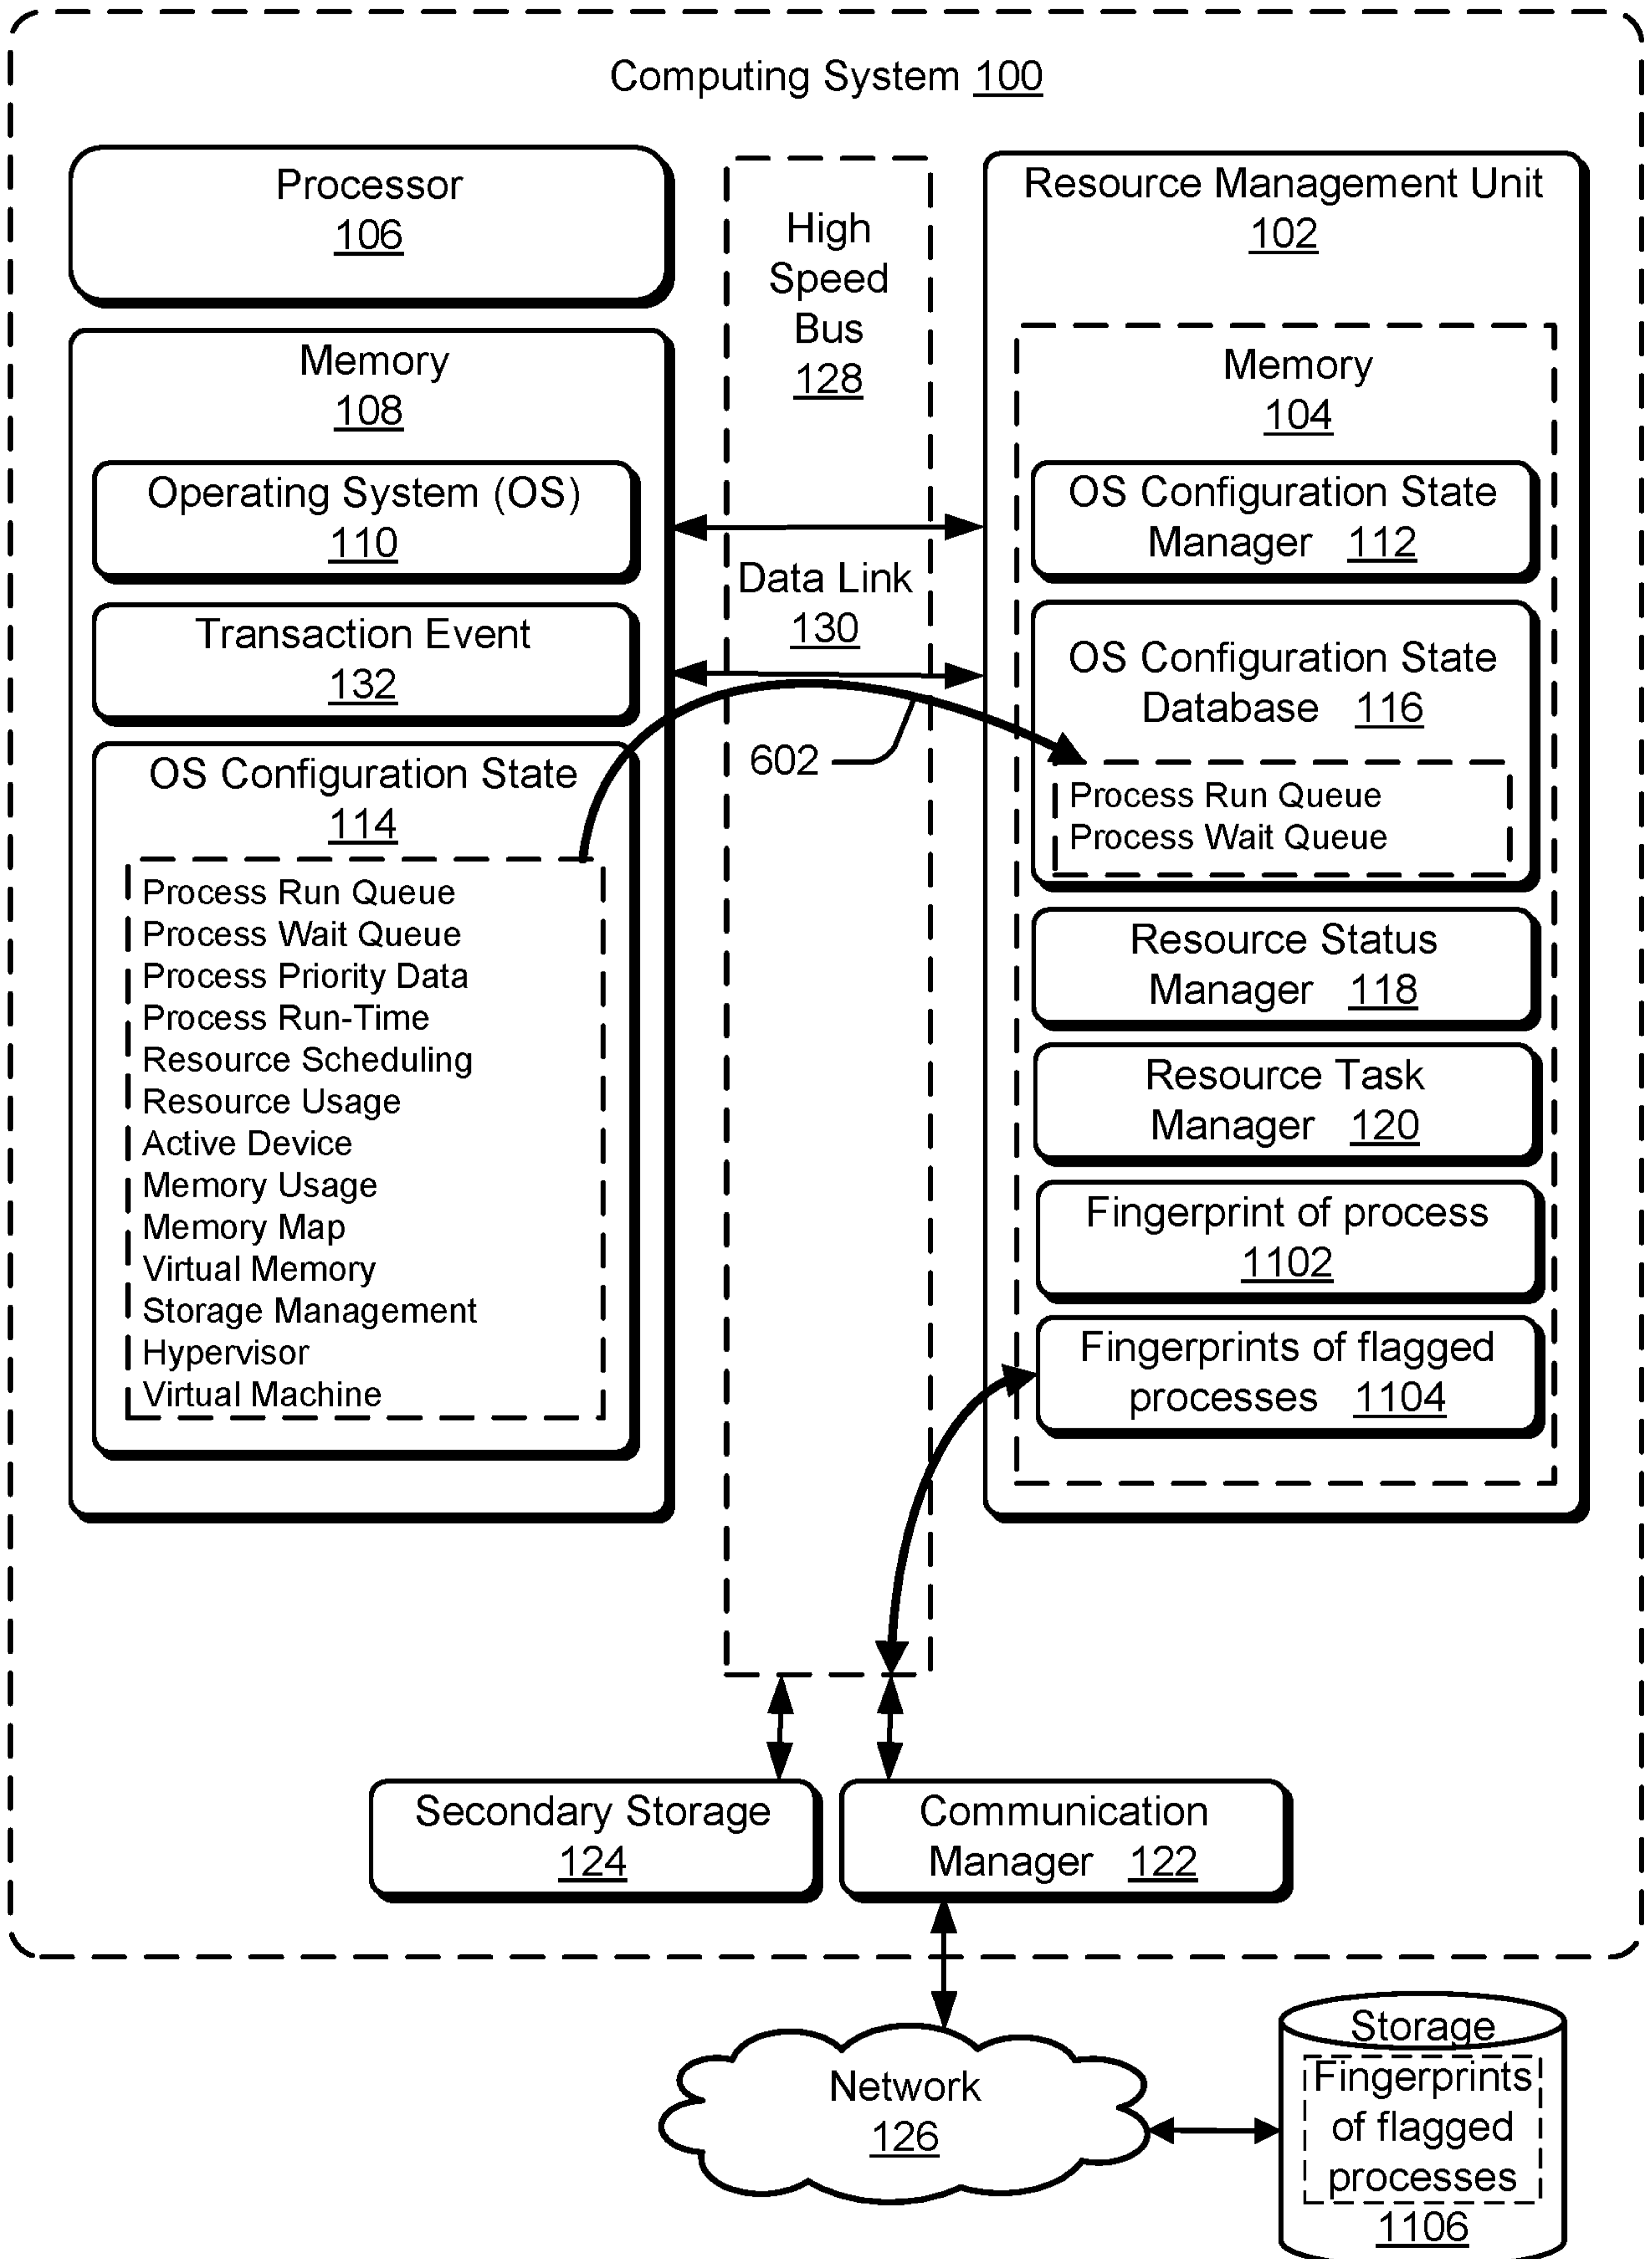 Computing System 100
Processor
106
Memory
108
Operating System (OS)
110
Transaction Event
132
OS Configuration State
114
Process Run Queue
Process Wait Queue
Process Priority Data
Process Run-Time
Resource Scheduling
Resource Usage
Active Device
Memory Usage
Memory Map
Virtual Memory
Storage Management
Hypervisor
Virtual Machine
High
Speed
Bus
128
Data Link
130
602
Resource Management Unit
102
Memory
104
OS Configuration State
Manager 112
OS Configuration State
Database 116
Process Run Queue
Process Wait Queue
Resource Status
Manager 118
Resource Task
Manager 120
Fingerprint of process
1102
Fingerprints of flagged
processes 1104
Secondary Storage
124
Communication
Manager 122
Network
126
Storage
Fingerprints
of flagged
processes
1106